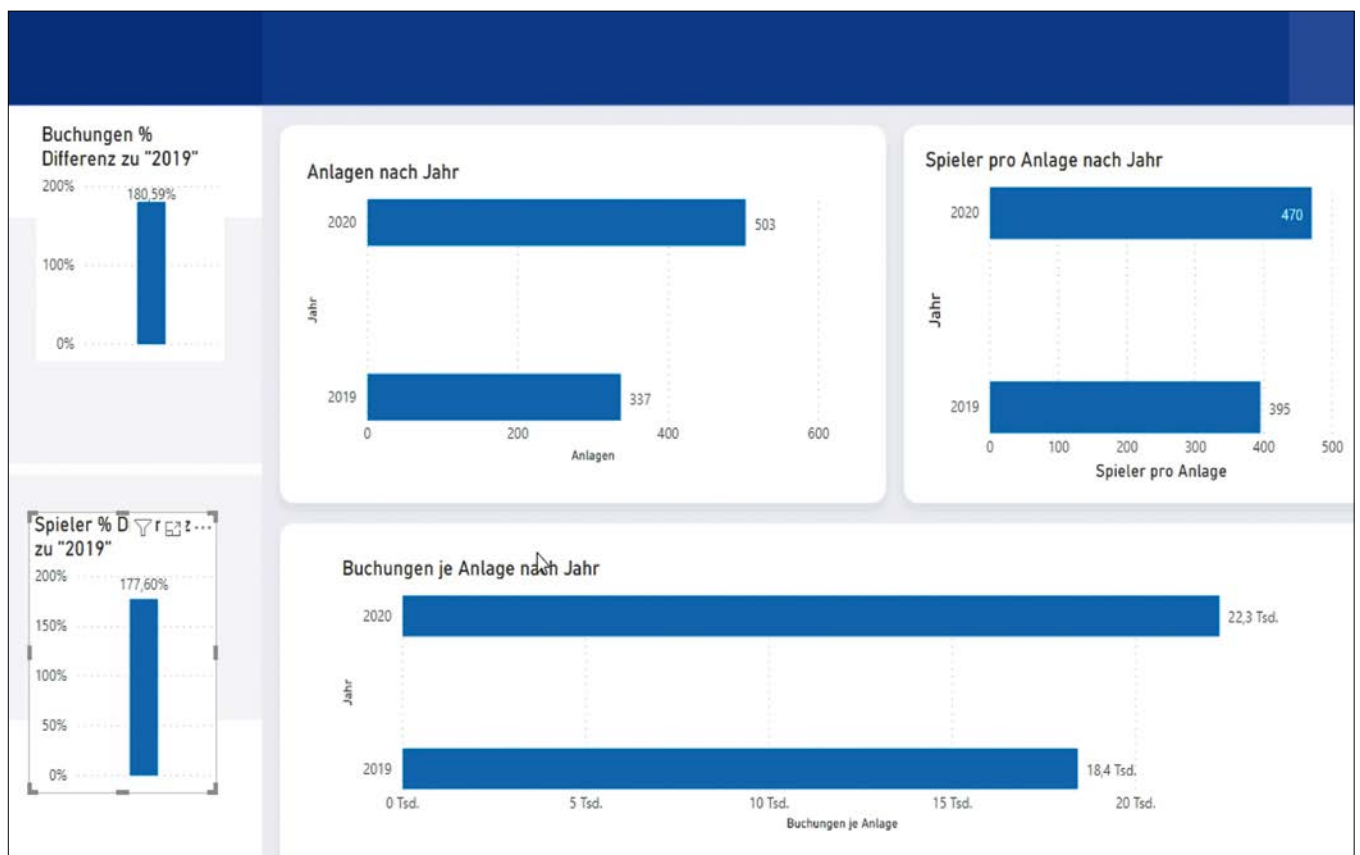 Buchungen %
Differenz zu "2019"
200%
180,59%
100%
0%
Spieler % D r z ...
zu "2019"
200%
177,60%
150%
100%
50%
0%
Anlagen nach Jahr
2020
503
Jahr
2019
337
0 200 400 600
Anlagen
Spieler pro Anlage nach Jahr
2020
470
Jahr
2019
395
0 100 200 300 400 500
Spieler pro Anlage
Buchungen je Anlage nach Jahr
2020
22,3 Tsd.
Jahr
2019
18,4 Tsd.
0 Tsd. 5 Tsd. 10 Tsd. 15 Tsd. 20 Tsd.
Buchungen je Anlage